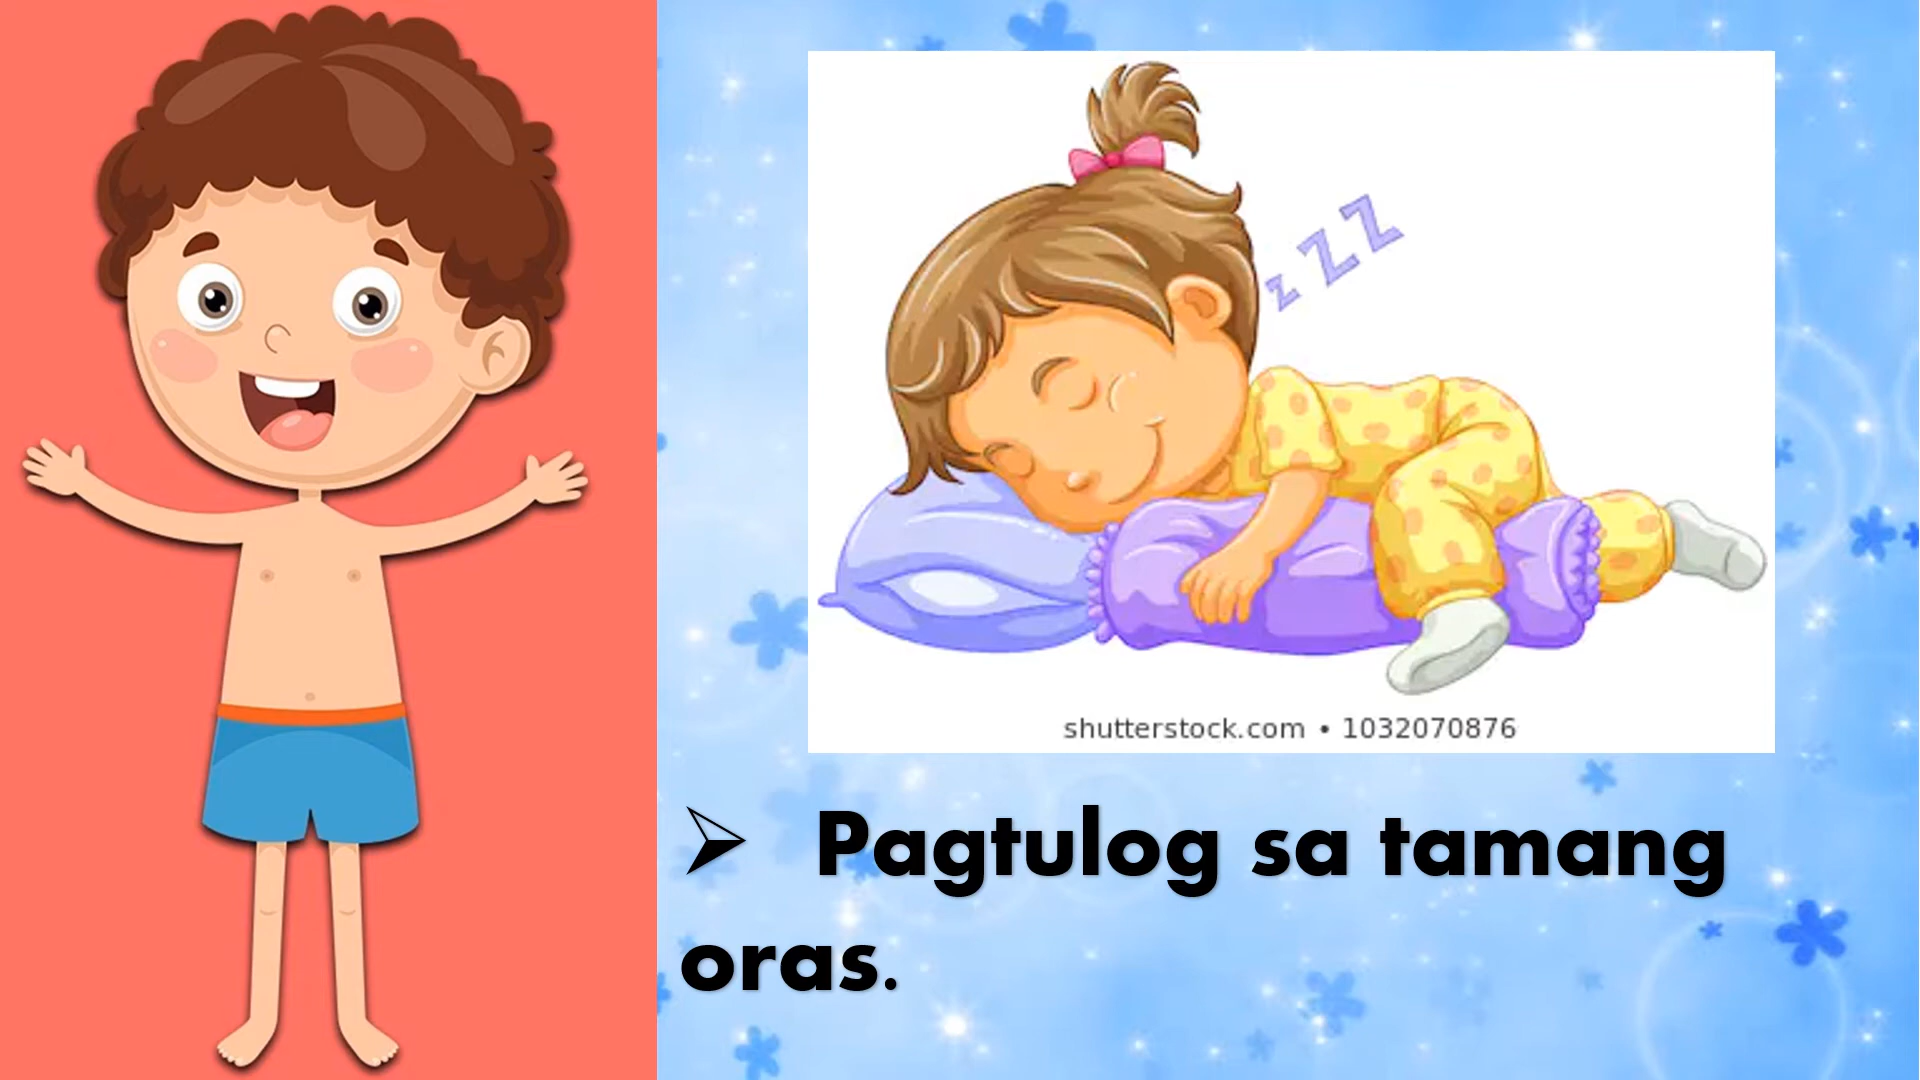 z Z Z
shutterstock.com • 1032070876
➢ Pagtulog sa tamang
oras.